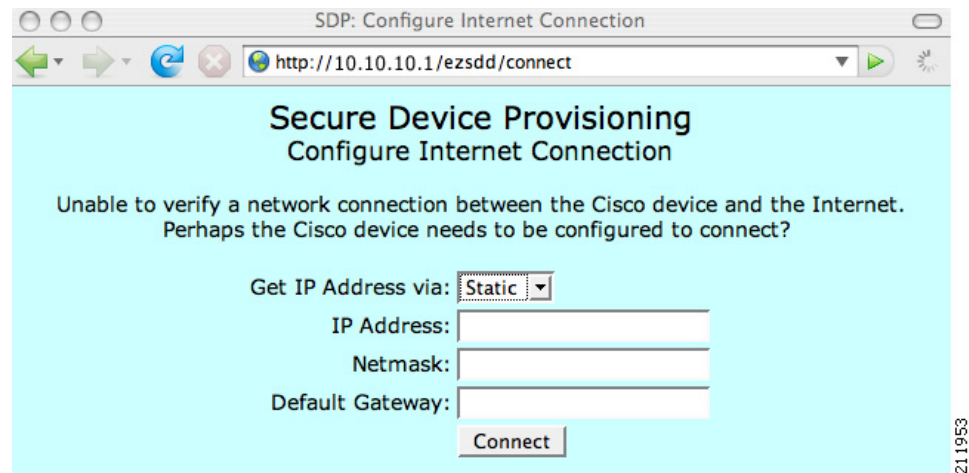 SDP: Configure Internet Connection
http://10.10.10.1/ezsdd/connect
Secure Device Provisioning
Configure Internet Connection
Unable to verify a network connection between the Cisco device and the Internet.
Perhaps the Cisco device needs to be configured to connect?
Get IP Address via: Static
IP Address:
Netmask:
Default Gateway:
Connect
211953